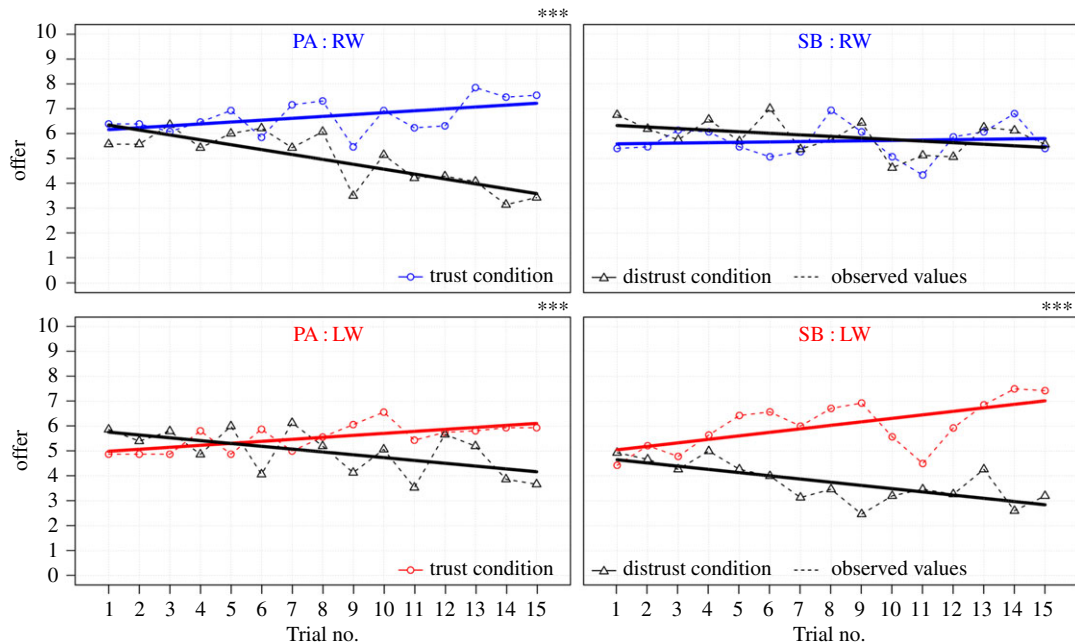 ***
PA : RW
SB : RW
10
9
8
7
6
5
4
3
2
1
0
offer
trust condition
distrust condition
observed values
***
***
PA : LW
SB : LW
10
9
8
7
6
5
4
3
2
1
0
offer
trust condition
distrust condition
observed values
1 2 3 4 5 6 7 8 9 10 11 12 13 14 15
1 2 3 4 5 6 7 8 9 10 11 12 13 14 15
Trial no.
Trial no.